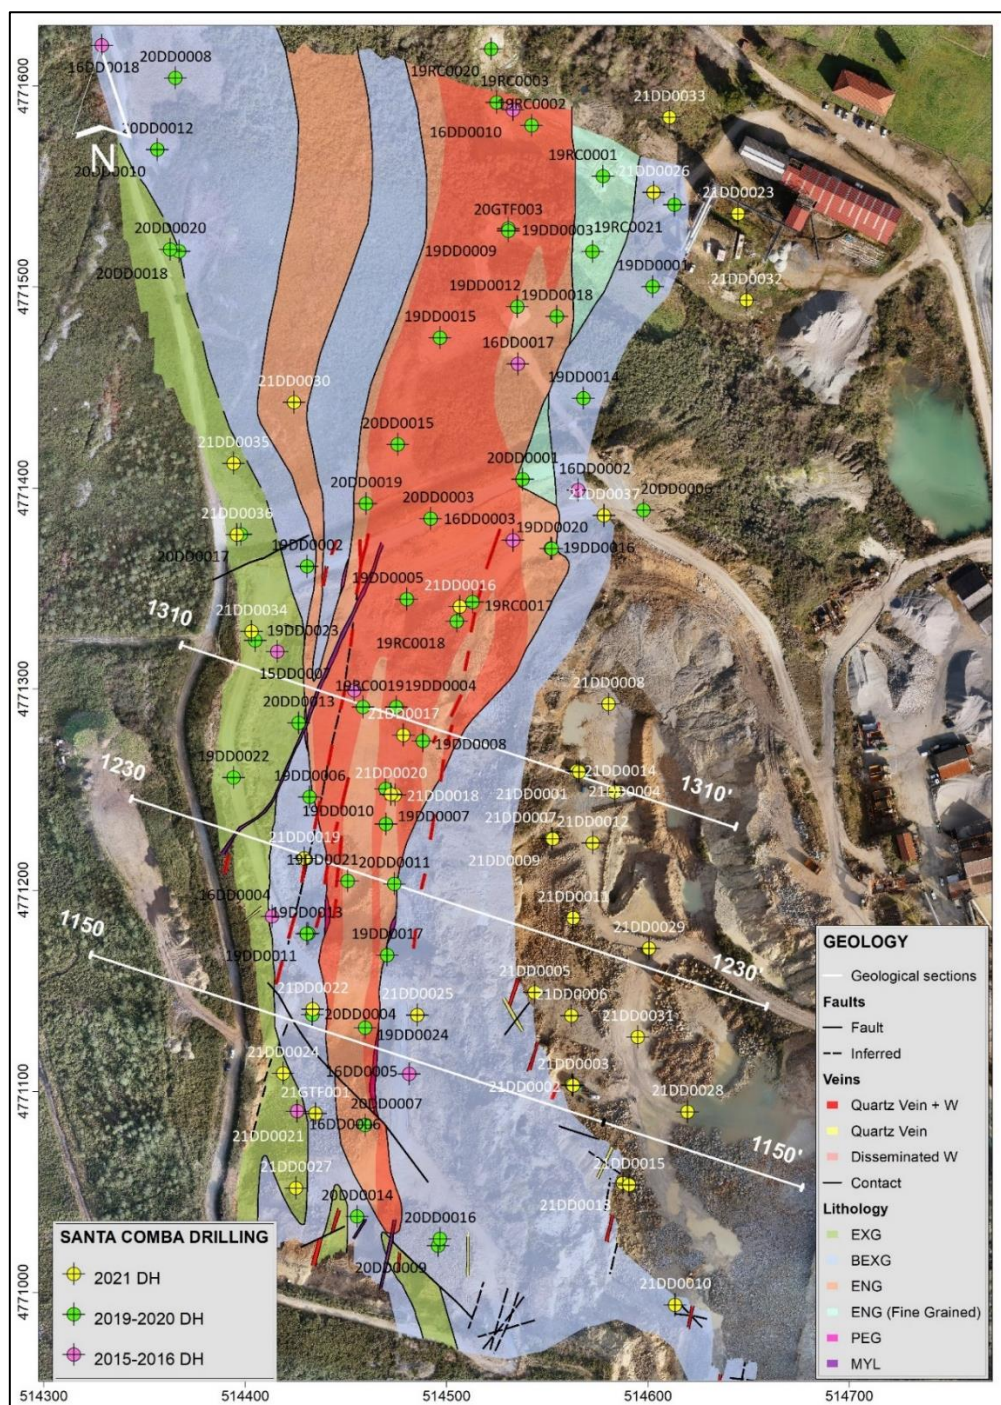 16DD0018
20DD0008
19RC0020
19RC0003
19RC0002
21DD0033
4771600
20DD0012
16DD0010
N
19RC0001
20DD0010
21DD0026
21DD0023
20GTF003
20DD0020
19DD0003
19RC0021
19DD0009
19DD0001
20DD0018
21DD0032
4771500
19DD0012
19DD0018
19DD0015
16DD0017
19DD0014
21DD0030
20DD0015
21DD0035
20DD0001
16DD0002
4771400
20DD0019
21DD0037
20DD0006
20DD0003
21DD0036
16DD0003
19DD0020
20DD0017
19DD0002
19DD0016
19DD0005
21DD0016
19RC0017
1310
21DD0034
19DD0023
19RC0018
15DD0007
4771300
19RC0019
19DD0004
21DD0008
20DD0013
21DD0017
19DD0008
19DD0022
1230
19DD0006
21DD0020
21DD0014
1310'
21DD0018
21DD0001
21DD0004
19DD0010
19DD0007
21DD0007
21DD0012
21DD0019
19DD0021
20DD0011
21DD0009
4771200
16DD0004
21DD0011
19DD0013
1150
19DD0017
21DD0029
19DD0011
21DD0005
1230'
21DD0022
21DD0025
21DD0006
20DD0004
21DD0031
19DD0024
21DD0024
16DD0005
21DD0003
4771100
21GTF001
20DD0007
21DD0002
21DD0028
16DD0006
21DD0021
1150'
21DD0027
21DD0015
20DD0014
21DD0013
20DD0016
20DD0009
4771000
21DD0010
SANTA COMBA DRILLING
2021 DH
2019-2020 DH
2015-2016 DH
GEOLOGY
Geological sections
Faults
Fault
Inferred
Veins
Quartz Vein + W
Quartz Vein
Disseminated W
Contact
Lithology
EXG
BEXG
ENG
ENG (Fine Grained)
PEG
MYL
514300
514400
514500
514600
514700